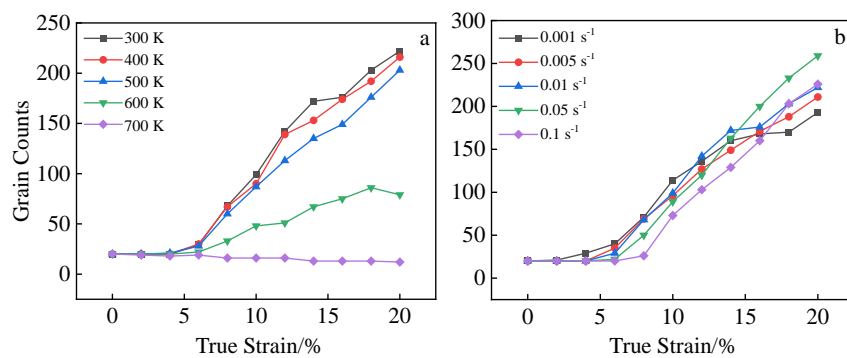 a
300 K
400 K
500 K
600 K
700 K
Grain Counts
250
200
150
100
50
0
0 5 10 15 20
True Strain/%
b
0.001 s⁻¹
0.005 s⁻¹
0.01 s⁻¹
0.05 s⁻¹
0.1 s⁻¹
300
250
200
150
100
50
0
0 5 10 15 20
True Strain/%